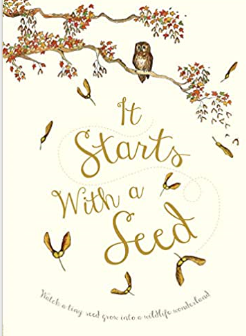 It
Starts
With a
Seed
Watch a tiny seed grow into a wildlife wonderland